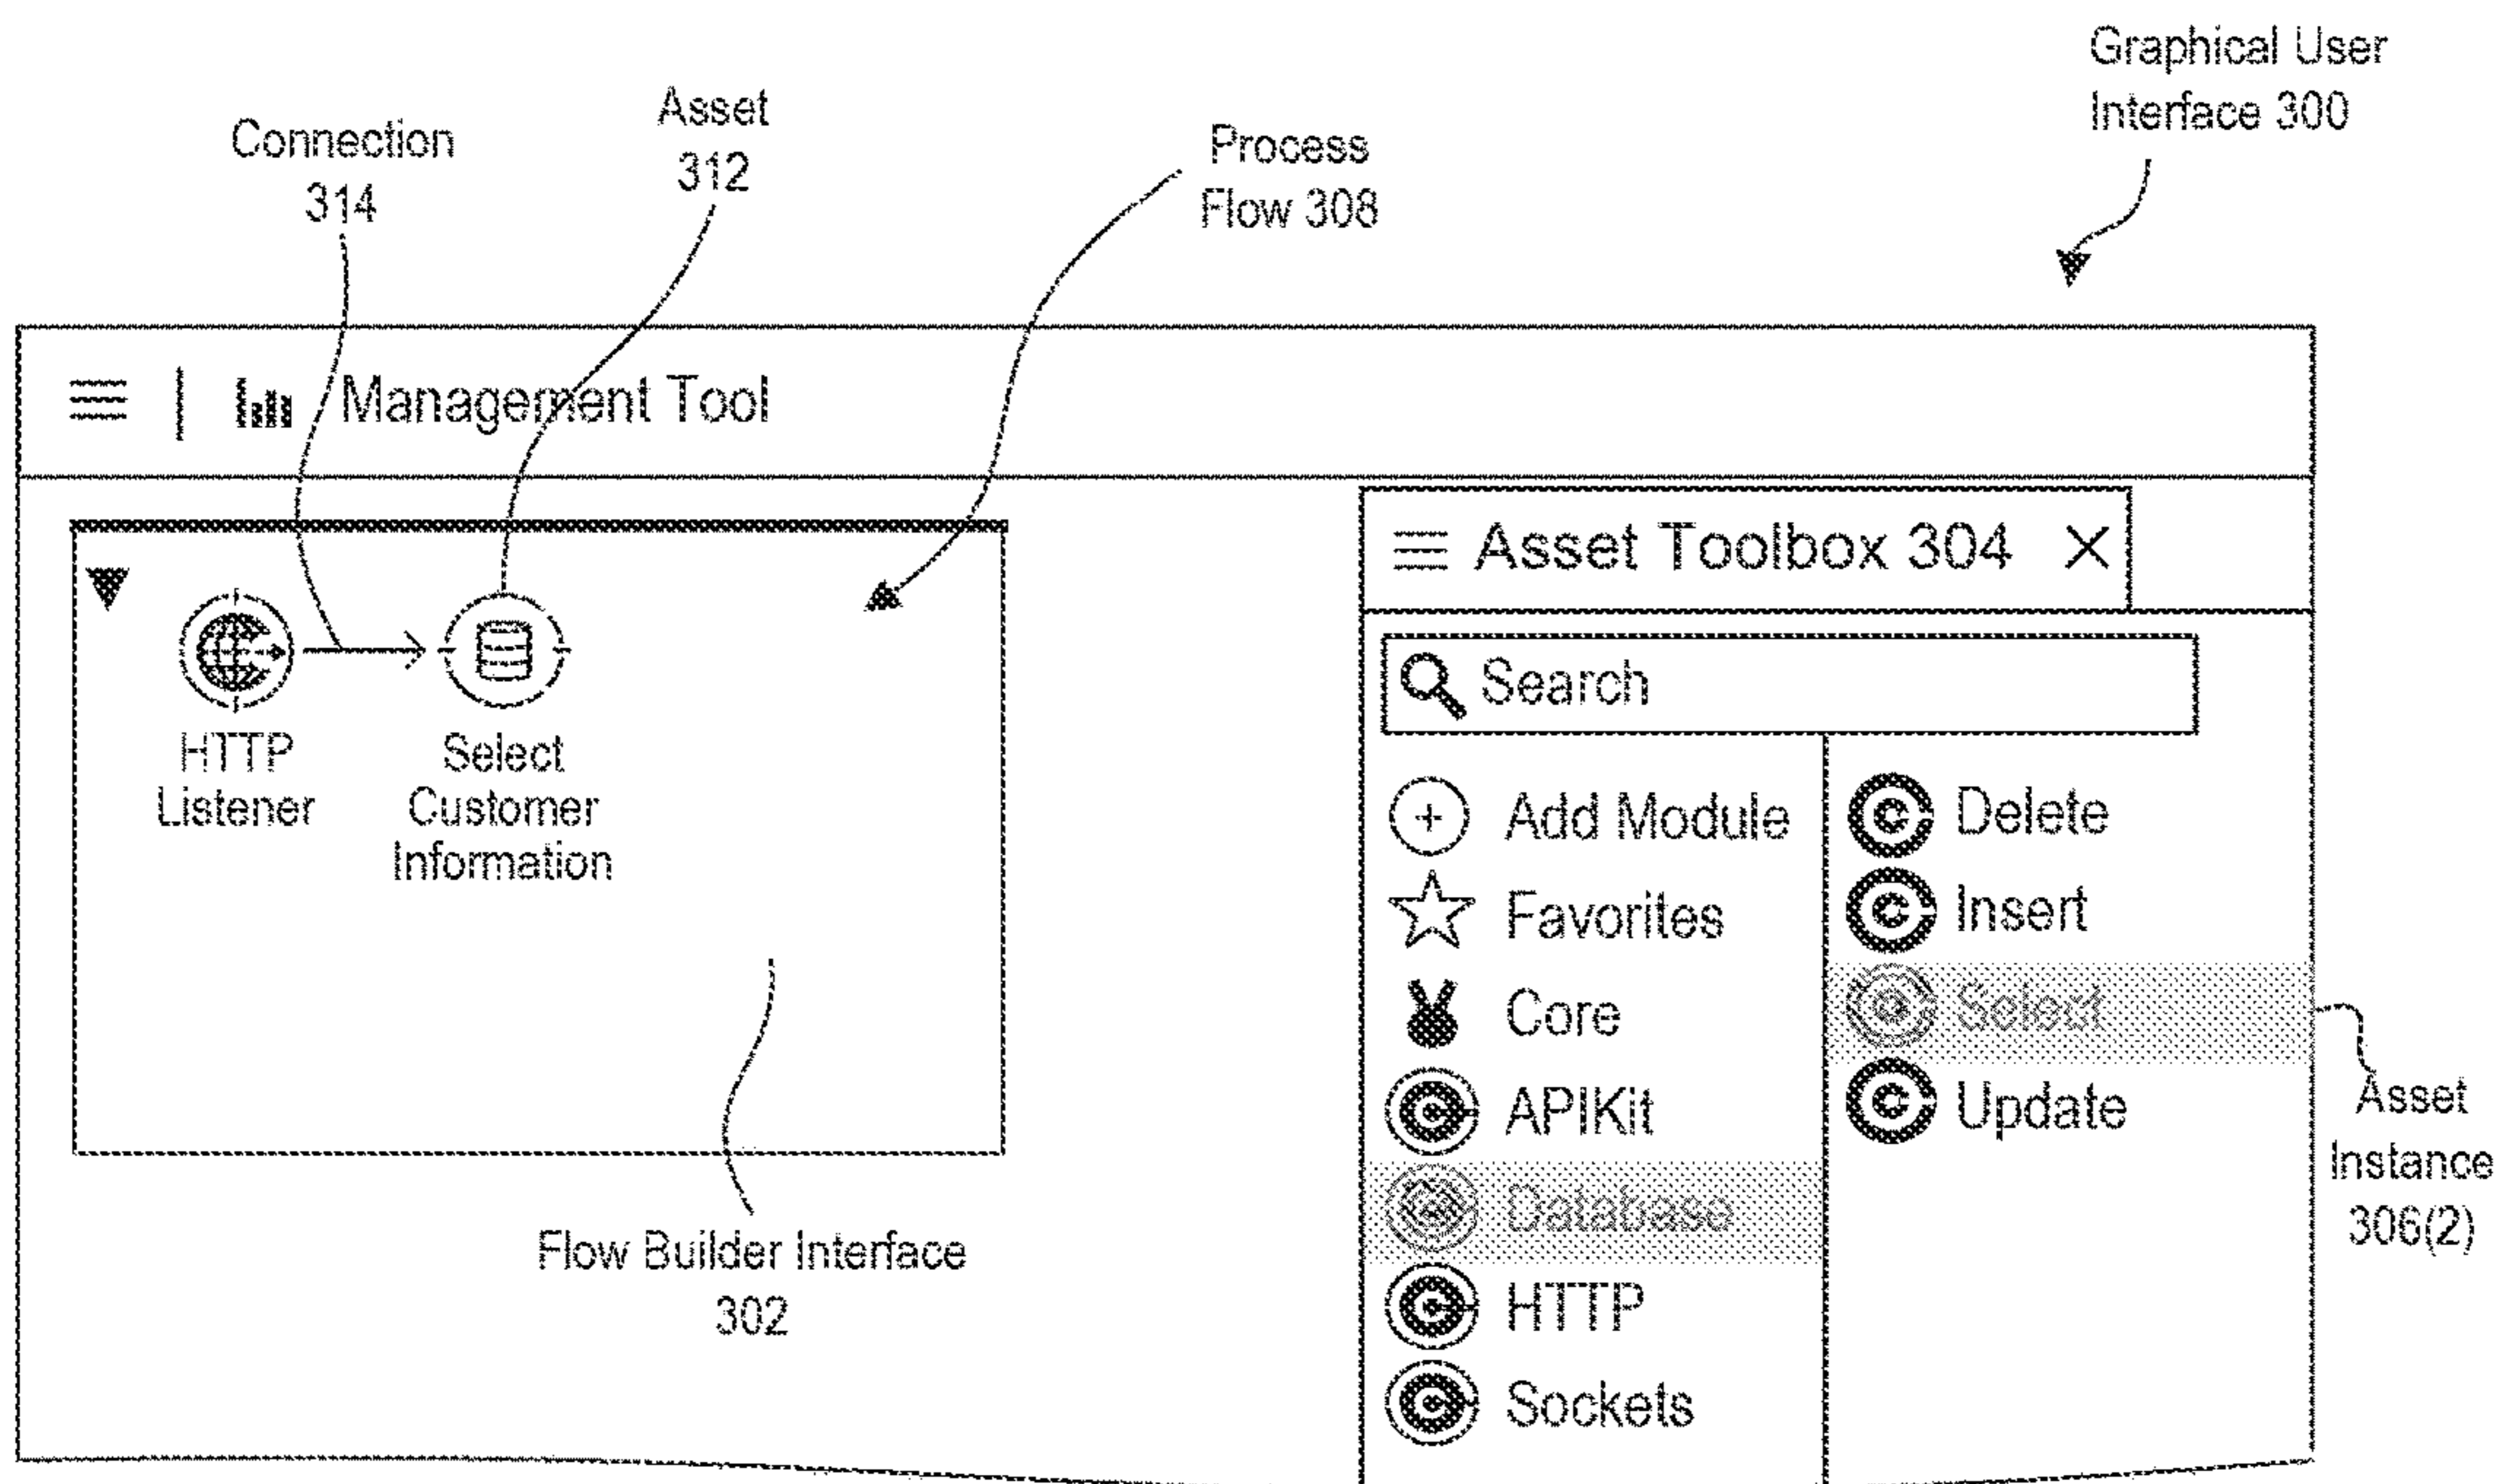 Graphical User
Interface 300
Connection
314
Asset
312
Process
Flow 308
Management Tool
Asset Toolbox 304
Search
HTTP
Listener
Select
Customer
Information
Add Module
Favorites
Core
APIKit
Database
HTTP
Sockets
Delete
Insert
Select
Update
Asset
Instance
306(2)
Flow Builder Interface
302